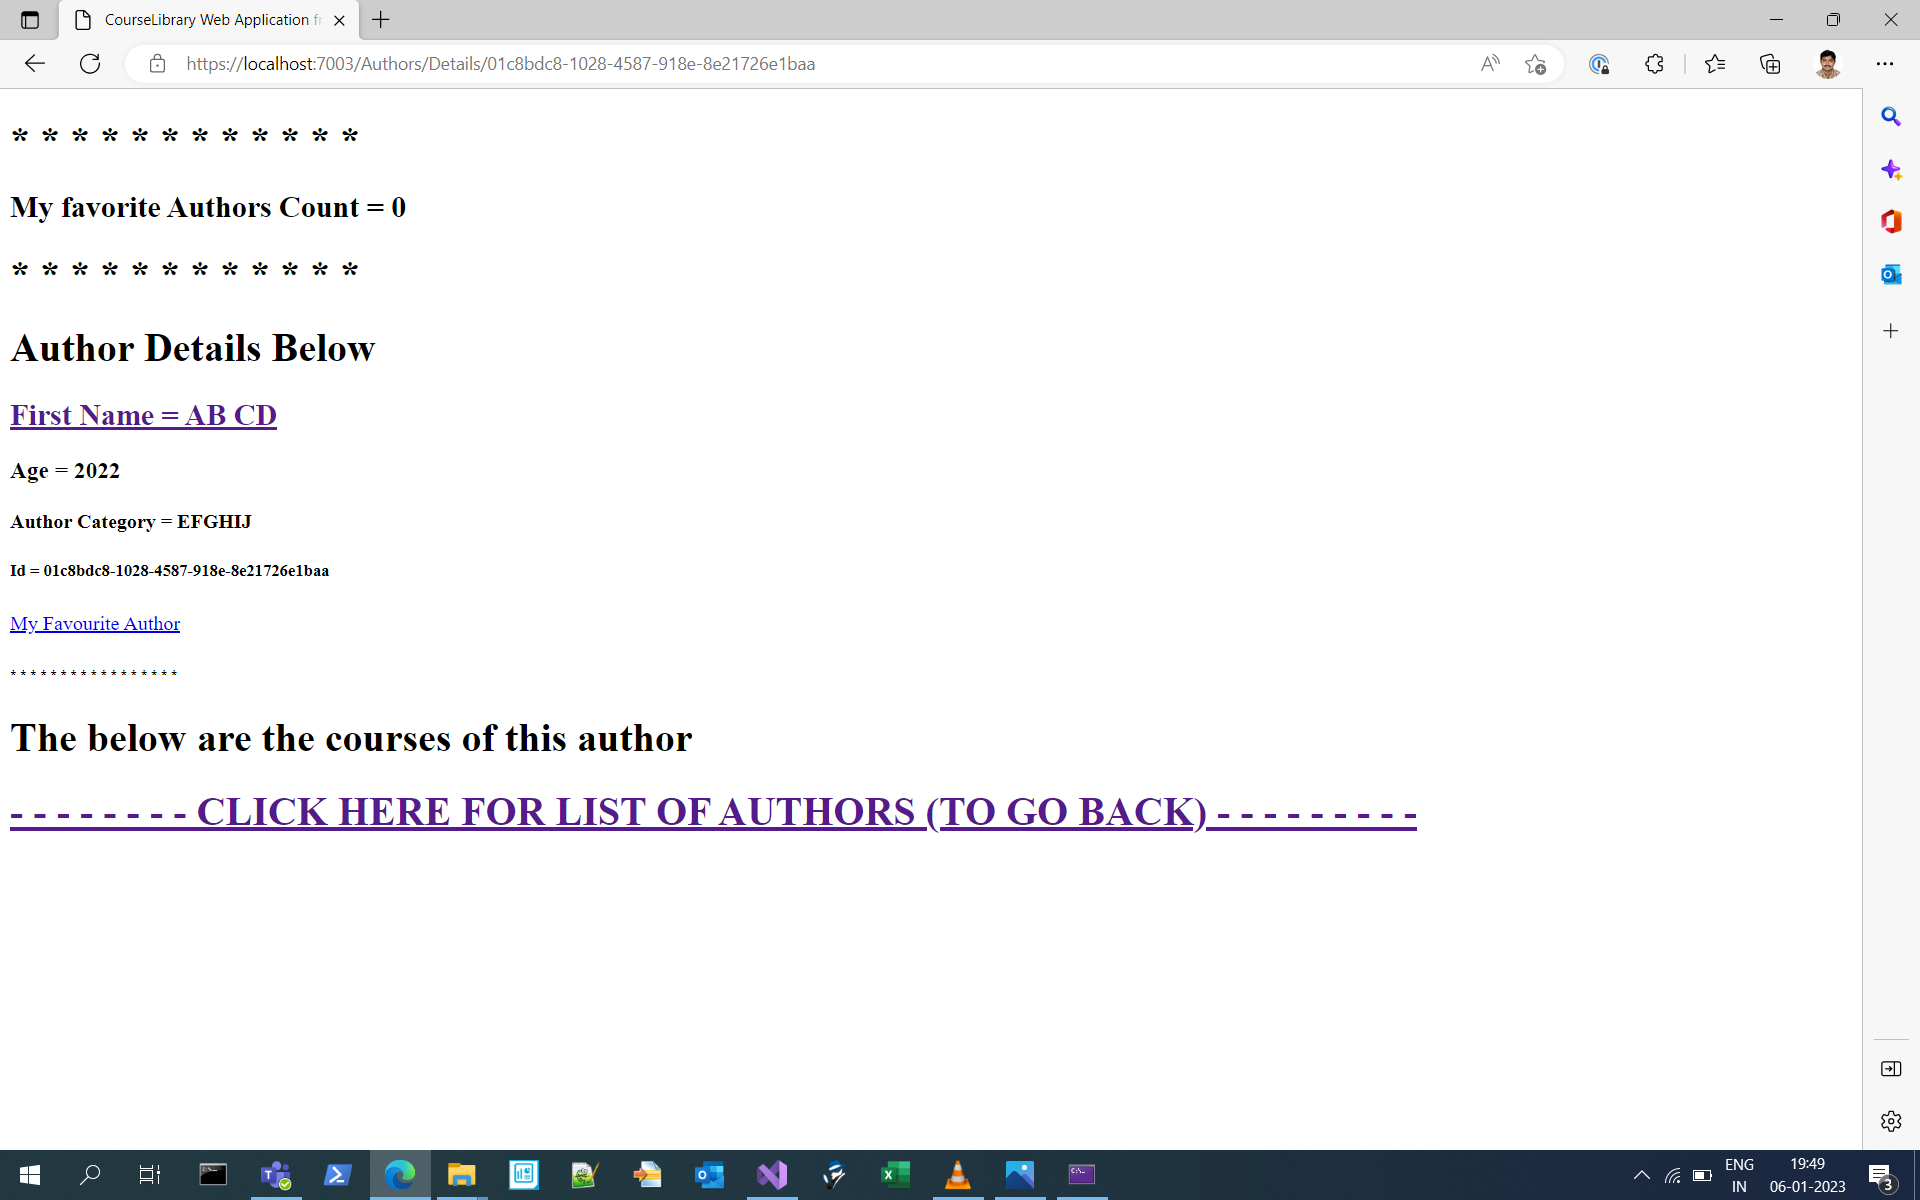 CourseLibrary Web Application fr
https://localhost:7003/Authors/Details/01c8bdc8-1028-4587-918e-8e21726e1baa
* * * * * * * * * * * *
My favorite Authors Count = 0
* * * * * * * * * * * *
Author Details Below
First Name = AB CD
Age = 2022
Author Category = EFGHIJ
Id = 01c8bdc8-1028-4587-918e-8e21726e1baa
My Favourite Author
* * * * * * * * * * * * * * * * *
The below are the courses of this author
- - - - - - - - CLICK HERE FOR LIST OF AUTHORS (TO GO BACK) - - - - - - - - -
ENG
IN
19:49
06-01-2023
3